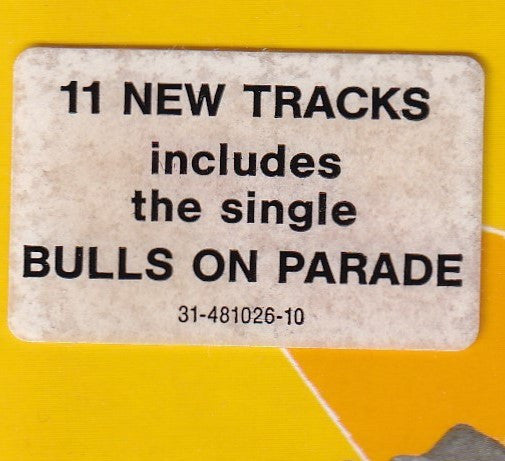 11 NEW TRACKS
includes
the single
BULLS ON PARADE
31-481026-10